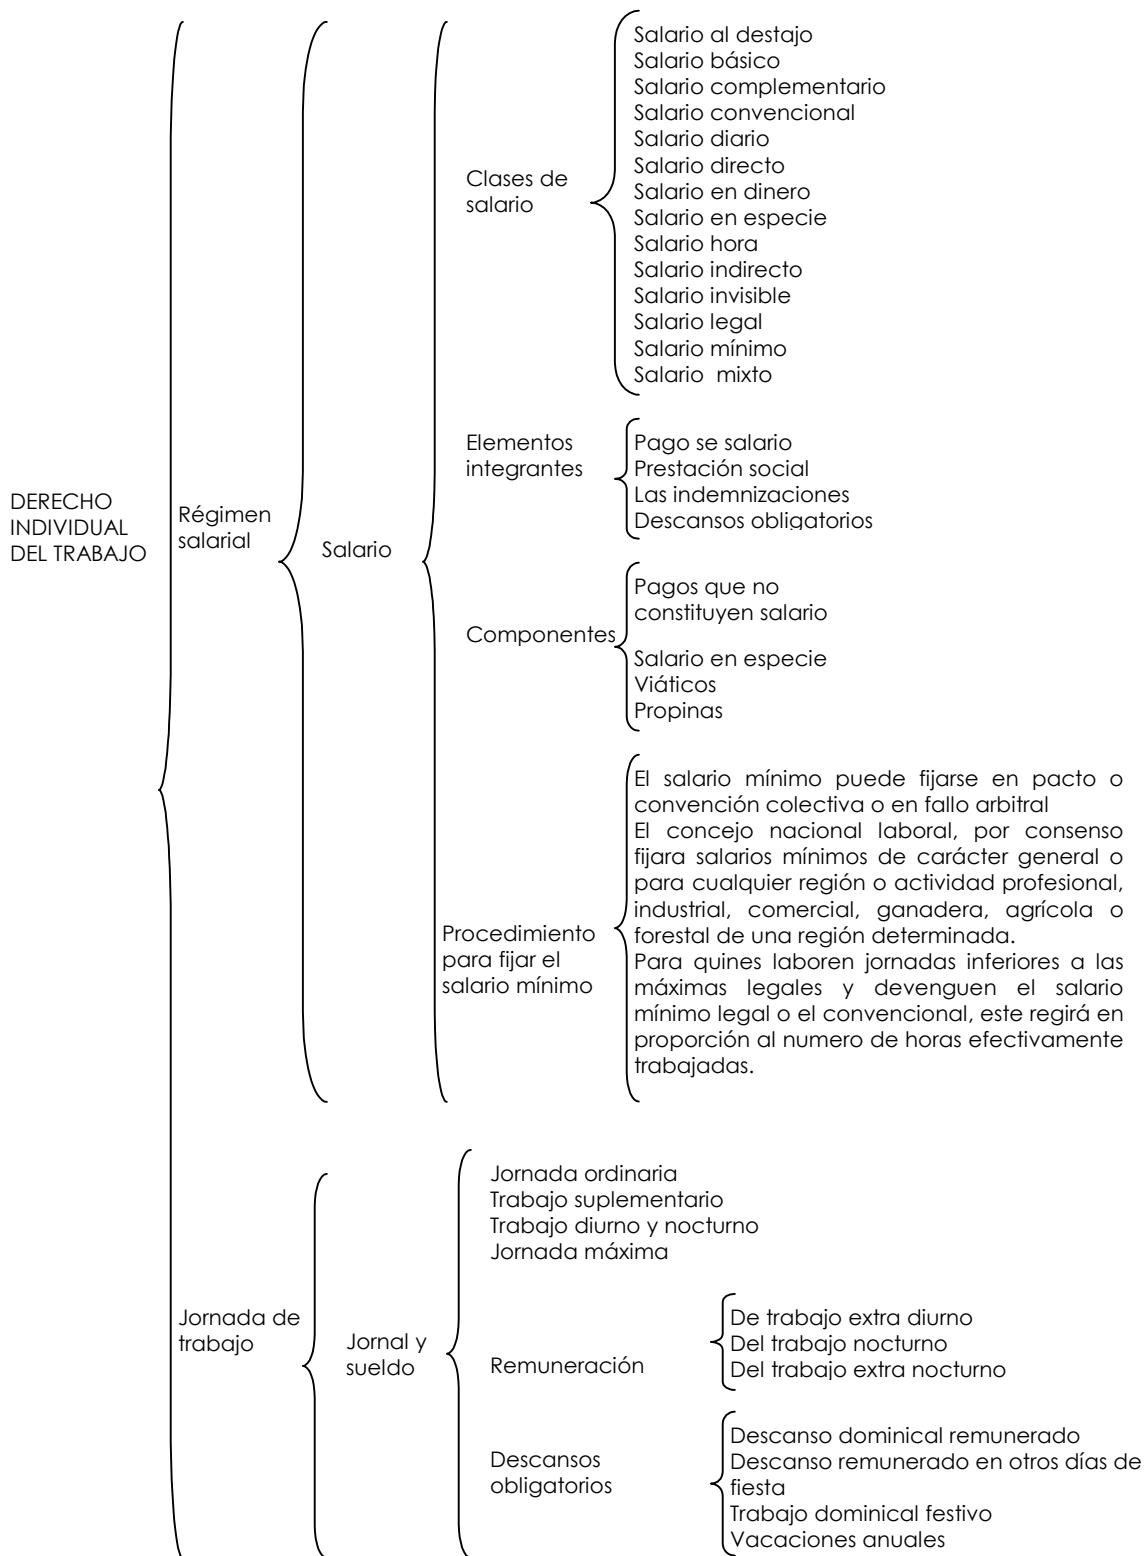 DERECHO
INDIVIDUAL
DEL TRABAJO
Régimen
salarial
Salario
Clases de
salario
Salario al destajo
Salario básico
Salario complementario
Salario convencional
Salario diario
Salario directo
Salario en dinero
Salario en especie
Salario hora
Salario indirecto
Salario invisible
Salario legal
Salario mínimo
Salario mixto
Elementos
integrantes
Pago se salario
Prestación social
Las indemnizaciones
Descansos obligatorios
Componentes
Pagos que no
constituyen salario
Salario en especie
Viáticos
Propinas
Procedimiento
para fijar el
salario mínimo
El salario mínimo puede fijarse en pacto o
convención colectiva o en fallo arbitral
El concejo nacional laboral, por consenso
fijara salarios mínimos de carácter general o
para cualquier región o actividad profesional,
industrial, comercial, ganadera, agrícola o
forestal de una región determinada.
Para quines laboren jornadas inferiores a las
máximas legales y devenguen el salario
mínimo legal o el convencional, este regirá en
proporción al numero de horas efectivamente
trabajadas.
Jornada de
trabajo
Jornal y
sueldo
Jornada ordinaria
Trabajo suplementario
Trabajo diurno y nocturno
Jornada máxima
Remuneración
De trabajo extra diurno
Del trabajo nocturno
Del trabajo extra nocturno
Descansos
obligatorios
Descanso dominical remunerado
Descanso remunerado en otros días de
fiesta
Trabajo dominical festivo
Vacaciones anuales